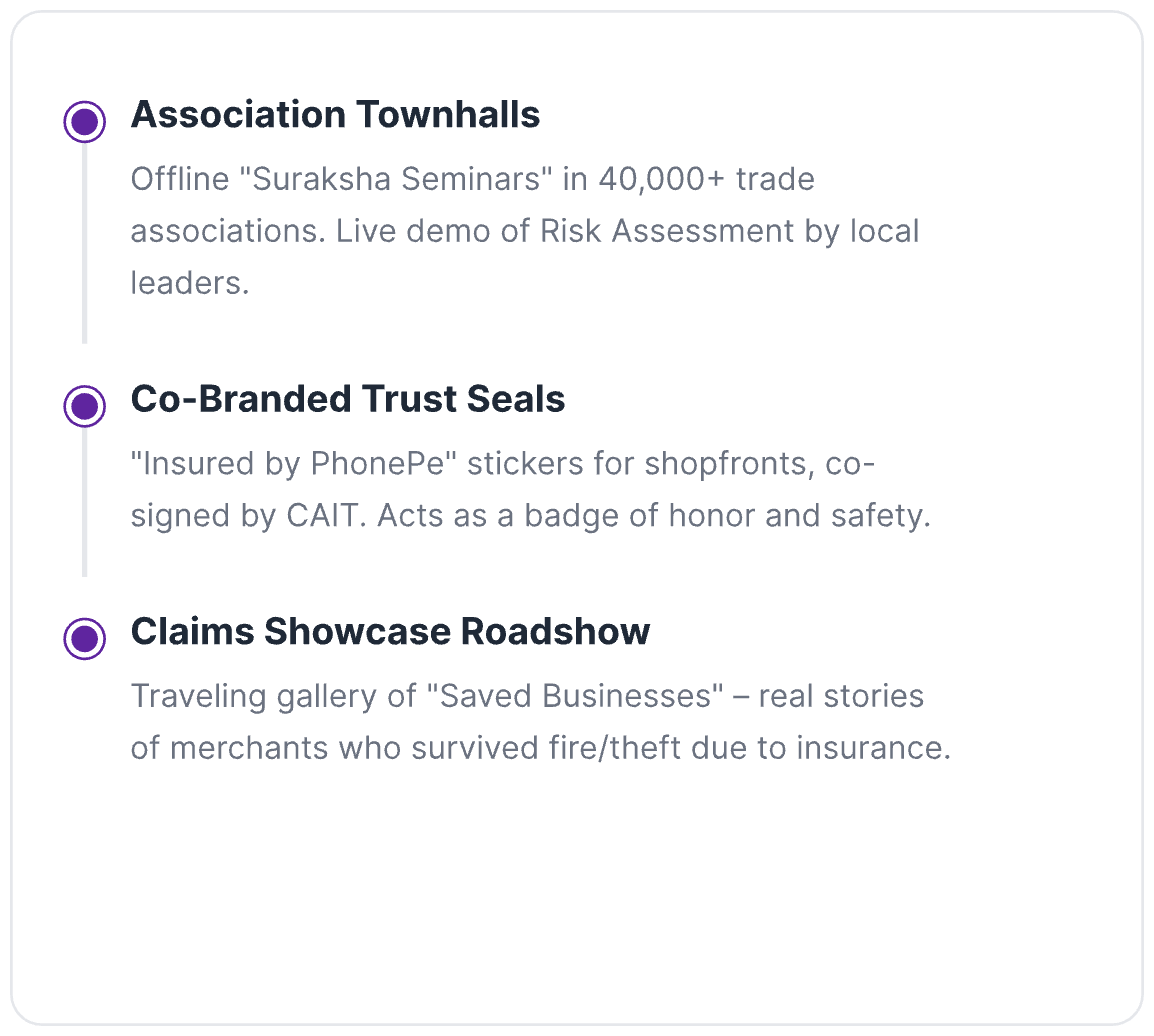 Association Townhalls
Offline "Suraksha Seminars" in 40,000+ trade
associations. Live demo of Risk Assessment by local
leaders.
Co-Branded Trust Seals
"Insured by PhonePe" stickers for shopfronts, co-
signed by CAIT. Acts as a badge of honor and safety.
Claims Showcase Roadshow
Traveling gallery of "Saved Businesses" – real stories
of merchants who survived fire/theft due to insurance.